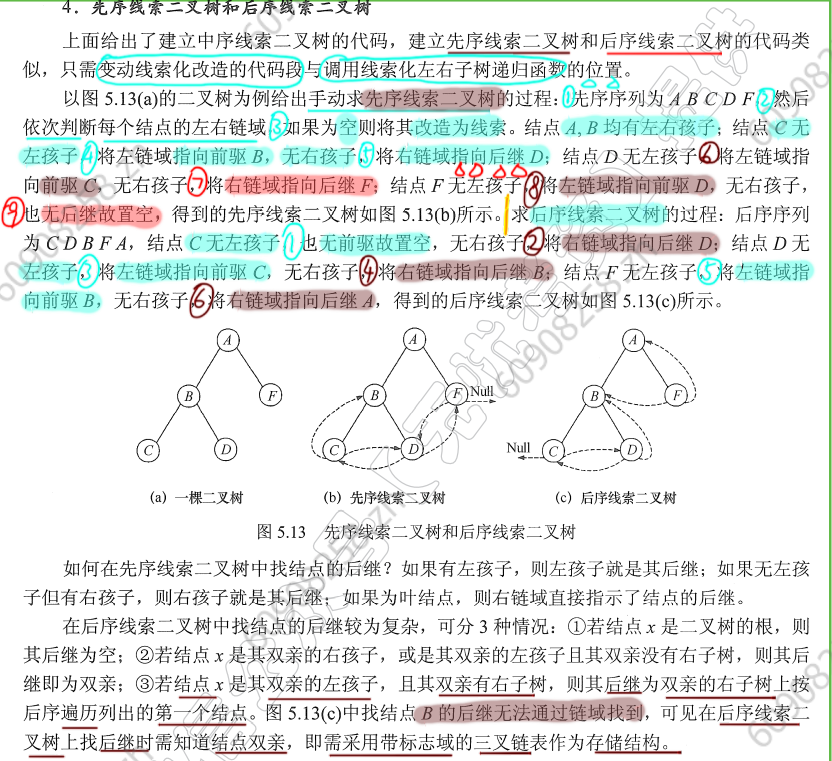 4．先序线索二叉树和后序线索二叉树
上面给出了建立中序线索二叉树的代码，建立先序线索二叉树和后序线索二叉树的代码类
似，只需变动线索化改造的代码段与调用线索化左右子树递归函数的位置。
以图 5.13(a)的二叉树为例给出手动求先序线索二叉树的过程：①先序序列为 A B C D F②然后
依次判断每个结点的左右链域③如果为空则将其改造为线索。结点 A, B 均有左右孩子；结点 C 无
左孩子④将左链域指向前驱 B，无右孩子⑤将右链域指向后继 D；结点 D 无左孩子⑥将左链域指
向前驱 C，无右孩子⑦将右链域指向后继 F；结点 F 无左孩子⑧将左链域指向前驱 D，无右孩子，
⑨也无后继故置空，得到的先序线索二叉树如图 5.13(b)所示。求后序线索二叉树的过程：后序序列
为 C D B F A，结点 C 无左孩子①也无前驱故置空，无右孩子②将右链域指向后继 D；结点 D 无
左孩子③将左链域指向前驱 C，无右孩子④将右链域指向后继 B；结点 F 无左孩子⑤将左链域指
向前驱 B，无右孩子⑥将右链域指向后继 A，得到的后序线索二叉树如图 5.13(c)所示。
A
B
F
C
D
(a) 一棵二叉树
A
B
F
Null
C
D
(b) 先序线索二叉树
A
B
F
Null
C
D
(c) 后序线索二叉树
图 5.13 先序线索二叉树和后序线索二叉树
如何在先序线索二叉树中找结点的后继？如果有左孩子，则左孩子就是其后继；如果无左孩
子但有右孩子，则右孩子就是其后继；如果为叶结点，则右链域直接指示了结点的后继。
在后序线索二叉树中找结点的后继较为复杂，可分 3 种情况：①若结点 x 是二叉树的根，则
其后继为空；②若结点 x 是其双亲的右孩子，或是其双亲的左孩子且其双亲没有右子树，则其后
继即为双亲；③若结点 x 是其双亲的左孩子，且其双亲有右子树，则其后继为双亲的右子树上按
后序遍历列出的第一个结点。图 5.13(c)中找结点 B 的后继无法通过链域找到，可见在后序线索二
叉树上找后继时需知道结点双亲，即需采用带标志域的三叉链表作为存储结构。